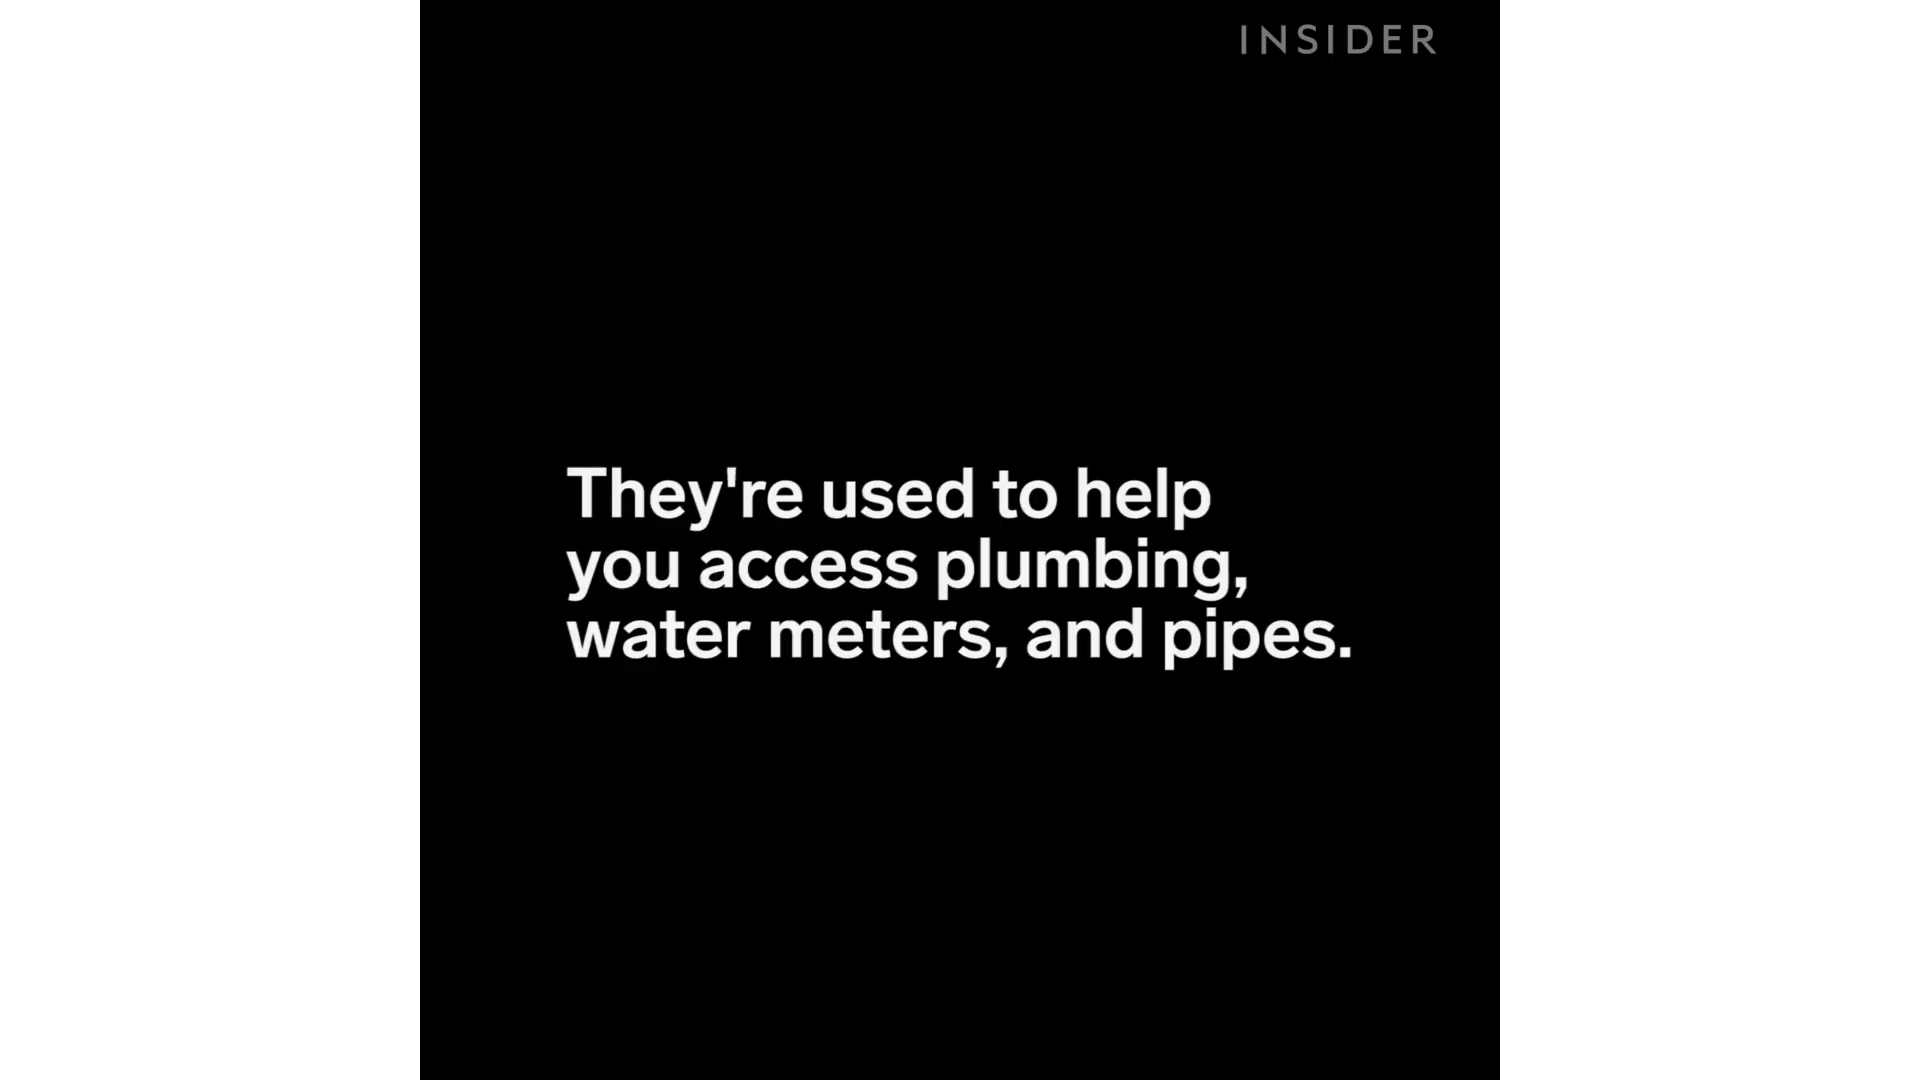 INSIDER
They're used to help
you access plumbing,
water meters, and pipes.